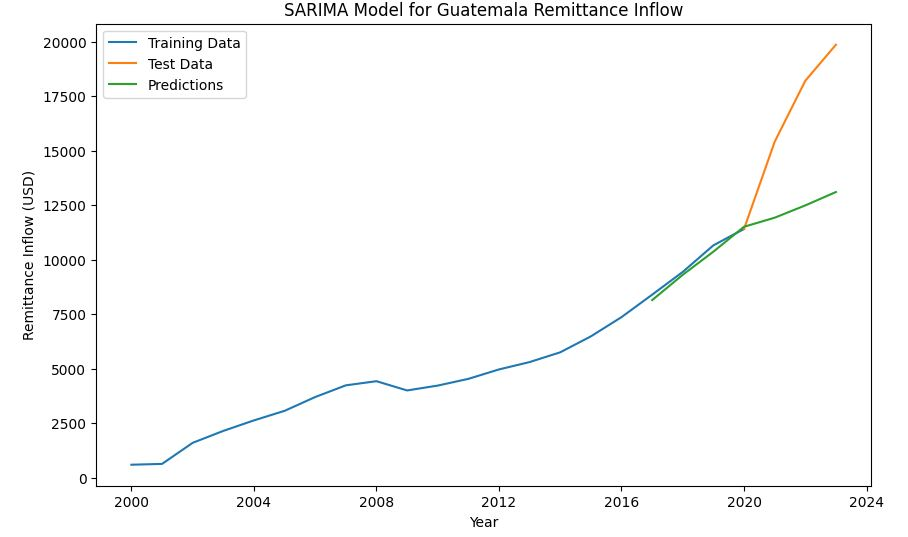 SARIMA Model for Guatemala Remittance Inflow
Training Data
Test Data
Predictions
20000
17500
15000
12500
10000
7500
5000
2500
0
Remittance Inflow (USD)
2000
2004
2008
2012
2016
2020
2024
Year